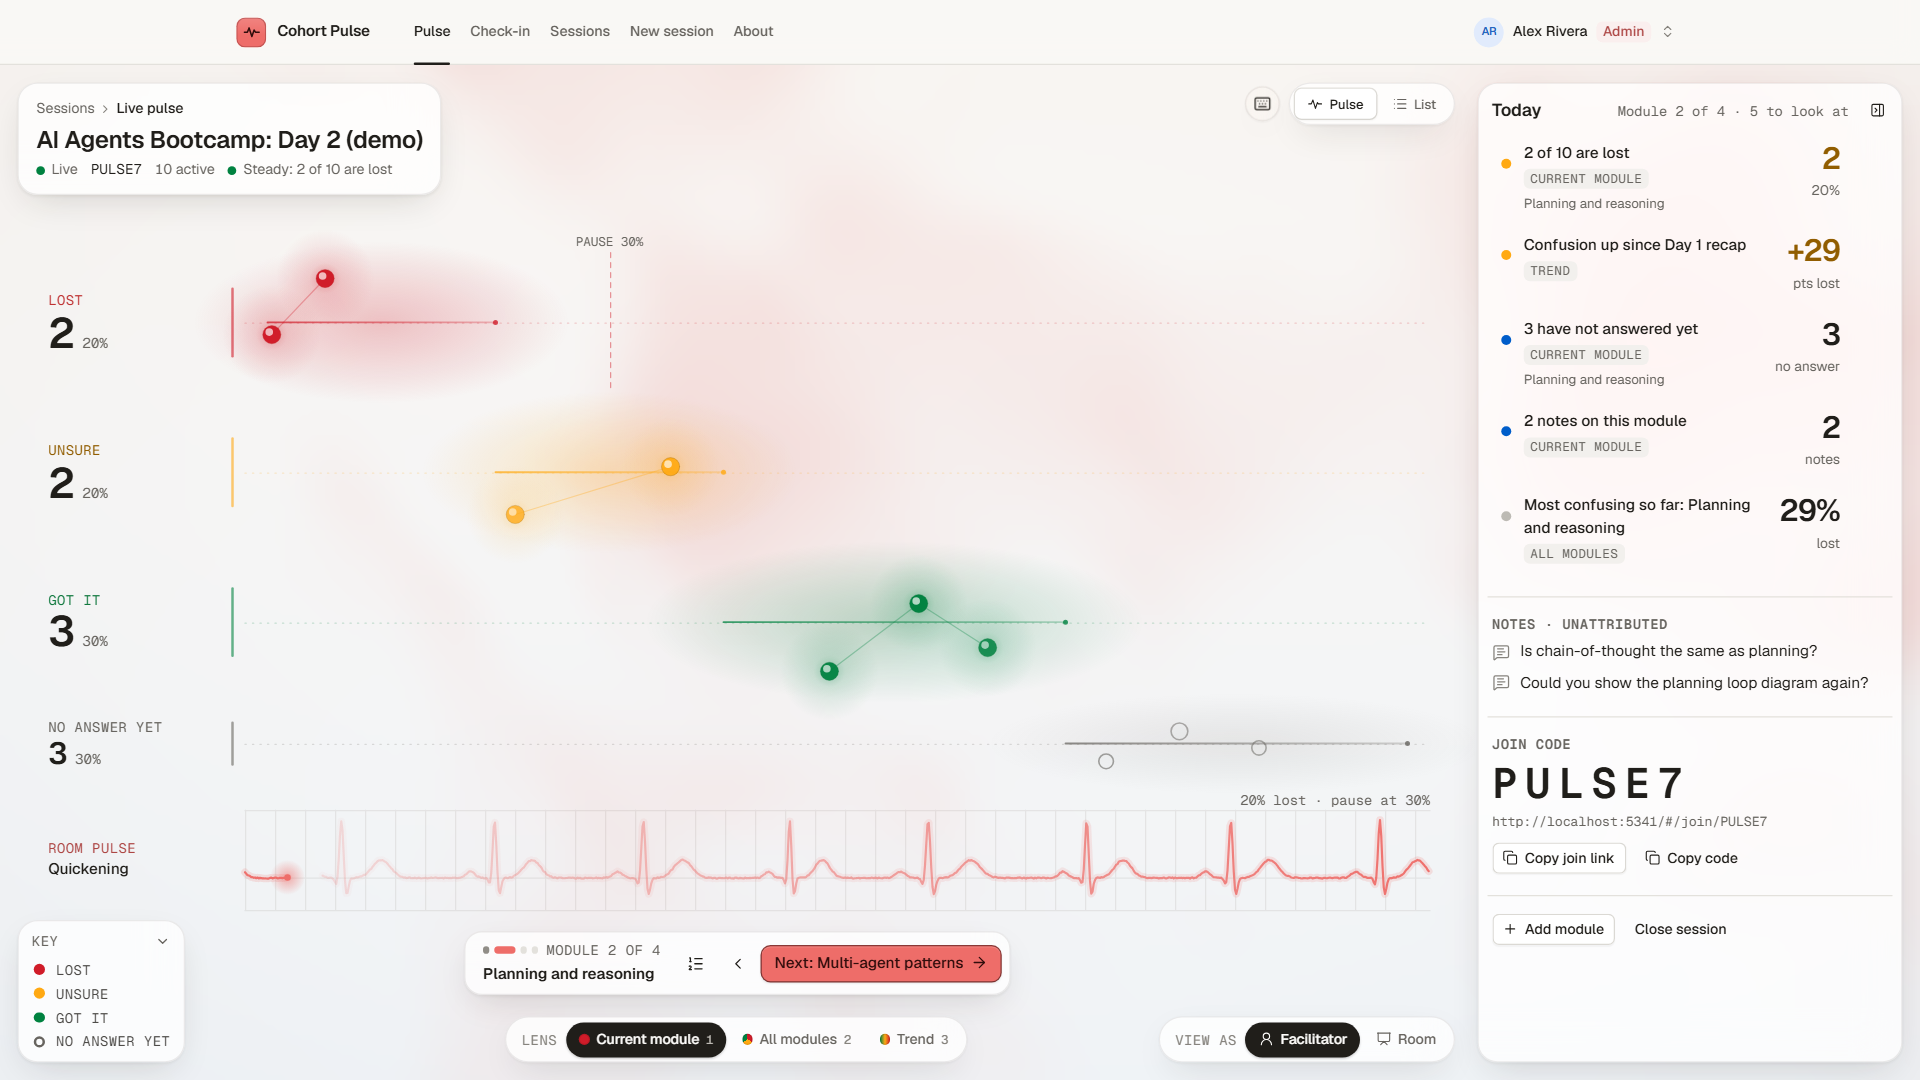 Cohort Pulse
Pulse
Check-in
Sessions
New session
About
AR
Alex Rivera
Admin
Sessions
Live pulse
AI Agents Bootcamp: Day 2 (demo)
Live PULSE7 10 active Steady: 2 of 10 are lost
Pulse
List
PAUSE 30%
LOST
2 20%
UNSURE
2 20%
GOT IT
3 30%
NO ANSWER YET
3 30%
20% lost · pause at 30%
ROOM PULSE
Quickening
KEY
LOST
UNSURE
GOT IT
NO ANSWER YET
MODULE 2 OF 4
Planning and reasoning
Next: Multi-agent patterns
LENS
Current module 1
All modules 2
Trend 3
VIEW AS
Facilitator
Room
Today
Module 2 of 4 · 5 to look at
2 of 10 are lost
CURRENT MODULE
Planning and reasoning
2
20%
Confusion up since Day 1 recap
TREND
+29
pts lost
3 have not answered yet
CURRENT MODULE
Planning and reasoning
3
no answer
2 notes on this module
CURRENT MODULE
2
notes
Most confusing so far: Planning
and reasoning
ALL MODULES
29%
lost
NOTES · UNATTRIBUTED
Is chain-of-thought the same as planning?
Could you show the planning loop diagram again?
JOIN CODE
PULSE7
http://localhost:5341/#/join/PULSE7
Copy join link
Copy code
Add module
Close session